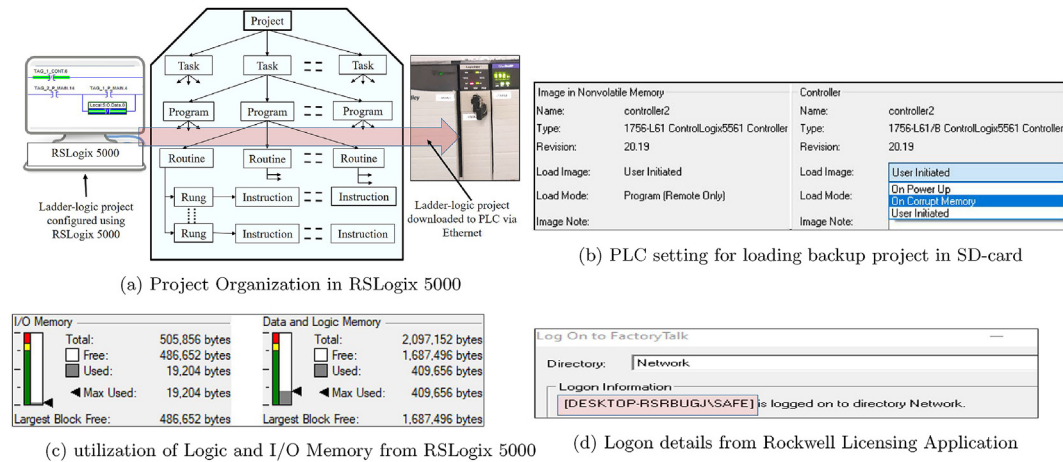 Project
Task
Task
Task
Program
Program
Program
Routine
Routine
Routine
Rung
Instruction
Instruction
Rung
Instruction
Instruction
TAG_1_CONT.6
TAG_2_P_MAIN.14
TAG_1_P_MAIN.4
RSLogix 5000
Ladder-logic project
configured using
RSLogix 5000
Ladder-logic project
downloaded to PLC via
Ethernet
(a) Project Organization in RSLogix 5000
Image in Nonvolatile Memory
Name: controller2
Type: 1756-L61 ControlLogix5561 Controller
Revision: 20.19
Load Image: User Initiated
Load Mode: Program (Remote Only)
Image Note:
Controller
Name: controller2
Type: 1756-L61/B ControlLogix5561 Controller
Revision: 20.19
Load Image: User Initiated
On Power Up
Load Mode: On Corrupt Memory
User Initiated
Image Note:
(b) PLC setting for loading backup project in SD-card
I/O Memory
Total: 505,856 bytes
Free: 486,652 bytes
Used: 19,204 bytes
Max Used: 19,204 bytes
Largest Block Free: 486,652 bytes
Data and Logic Memory
Total: 2,097,152 bytes
Free: 1,687,496 bytes
Used: 409,656 bytes
Max Used: 409,656 bytes
Largest Block Free: 1,687,496 bytes
(c) utilization of Logic and I/O Memory from RSLogix 5000
Log On to FactoryTalk
Directory: Network
Logon Information
[DESKTOP-RSRBUGJ\SAFE] is logged on to directory Network.
(d) Logon details from Rockwell Licensing Application